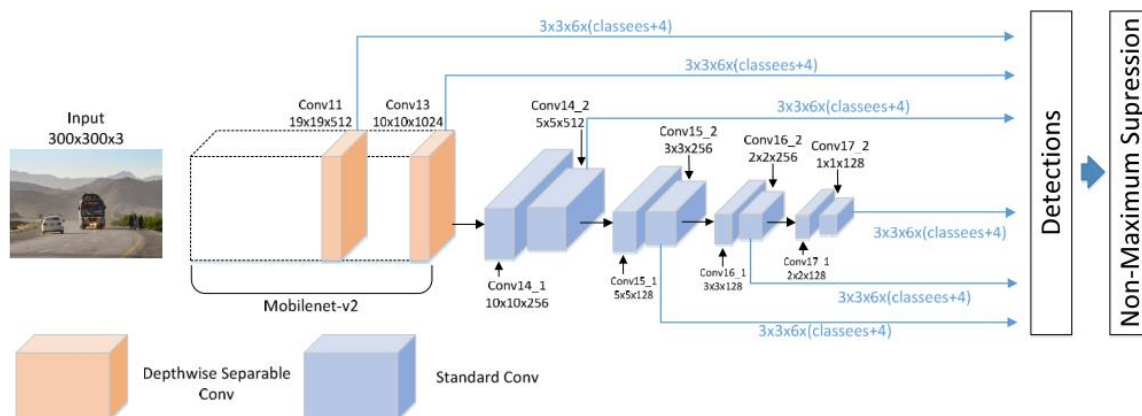 3x3x6x(classees+4)
3x3x6x(classees+4)
Input
300x300x3
Conv11
19x19x512
Conv13
10x10x1024
Conv14_2
5x5x512
3x3x6x(classees+4)
Conv15_2
3x3x256
Conv16_2
2x2x256
Conv17_2
1x1x128
3x3x6x(classees+4)
Conv14_1
10x10x256
Conv15_1
5x5x128
Conv16_1
3x3x128
Conv17_1
2x2x128
3x3x6x(classees+4)
3x3x6x(classees+4)
Mobilenet-v2
Depthwise Separable
Conv
Standard Conv
Detections
Non-Maximum Supression